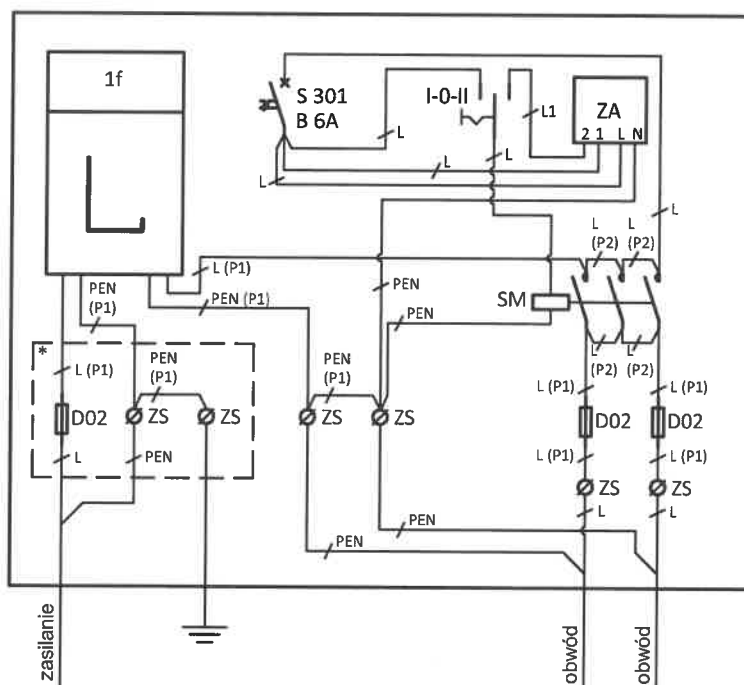 1f
S 301
B 6A
I-0-II
L1
ZA
2 1 L N
L
L
L
L
L
L
(P2)
L
(P2)
L (P1)
PEN
(P1)
PEN (P1)
PEN
SM
PEN
*
L (P1)
PEN
(P1)
PEN
(P1)
L
(P2)
L
(P2)
D02
ZS
ZS
ZS
ZS
L (P1)
L (P1)
D02
D02
L
PEN
L (P1)
L (P1)
ZS
ZS
L
L
PEN
PEN
zasilanie
obwód
obwód